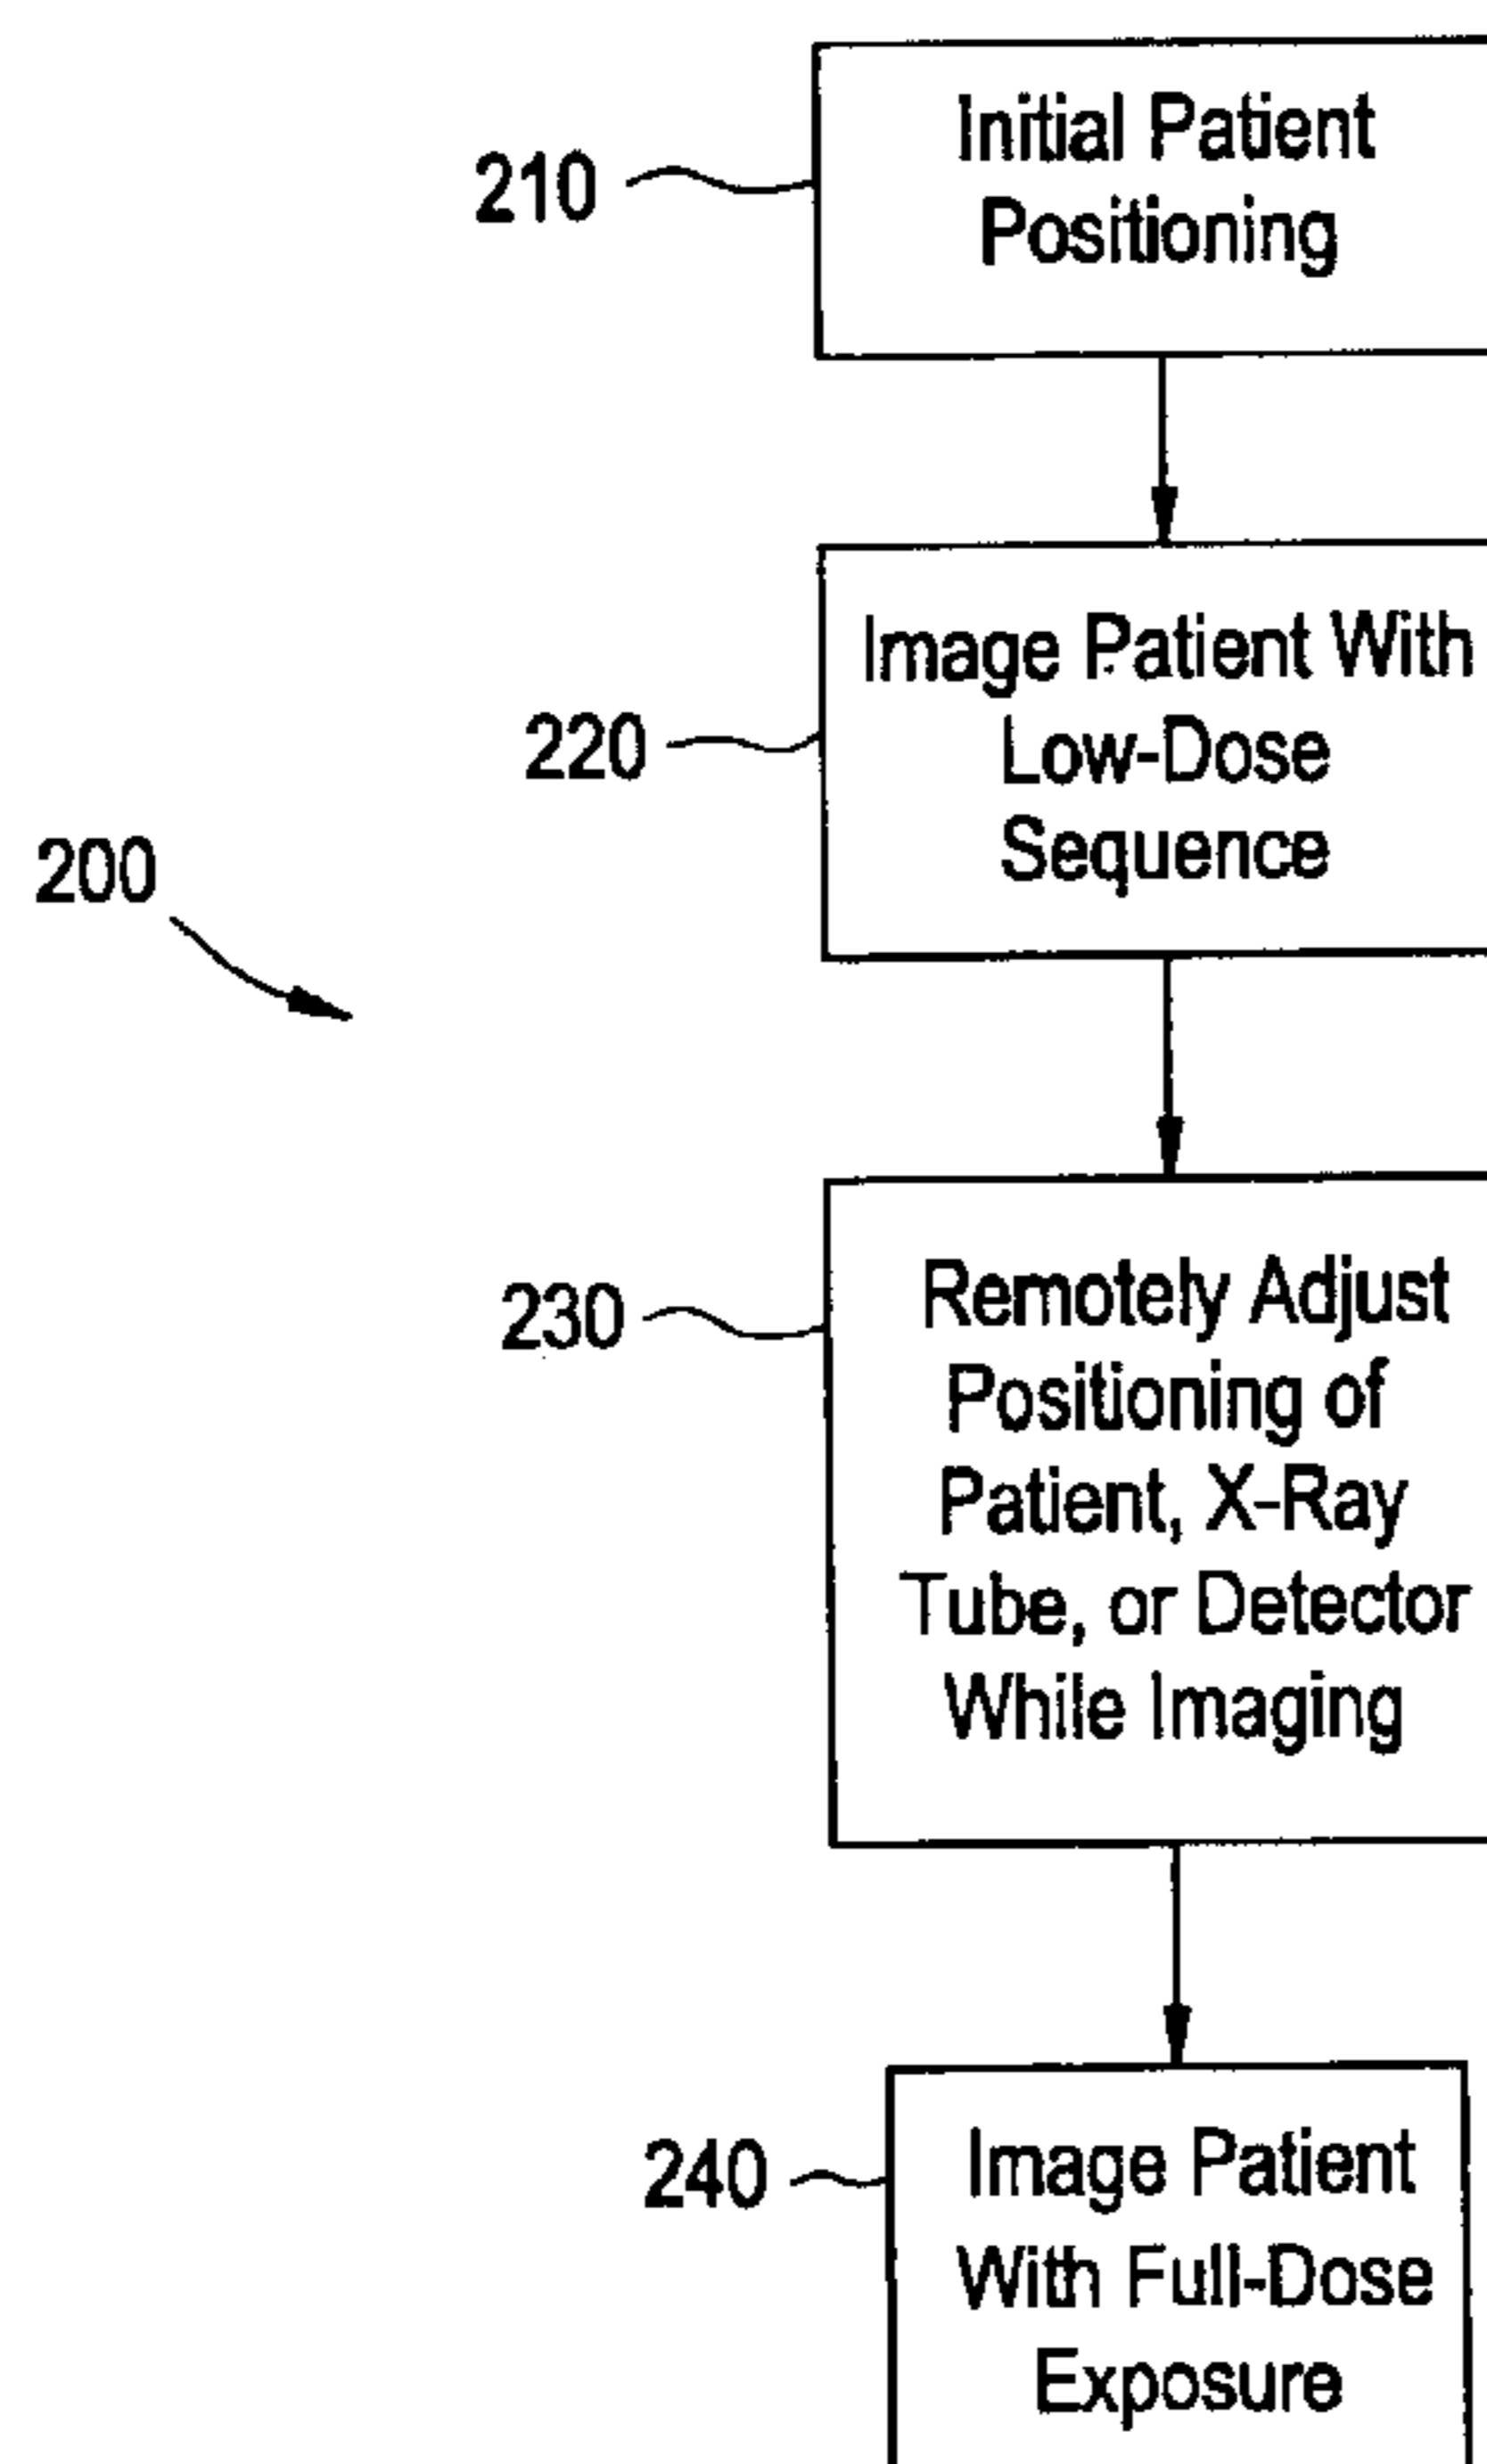 210
Initial Patient
Positioning
220
Image Patient With
Low-Dose
Sequence
200
230
Remotely Adjust
Positioning of
Patient, X-Ray
Tube, or Detector
While Imaging
240
Image Patient
With Full-Dose
Exposure